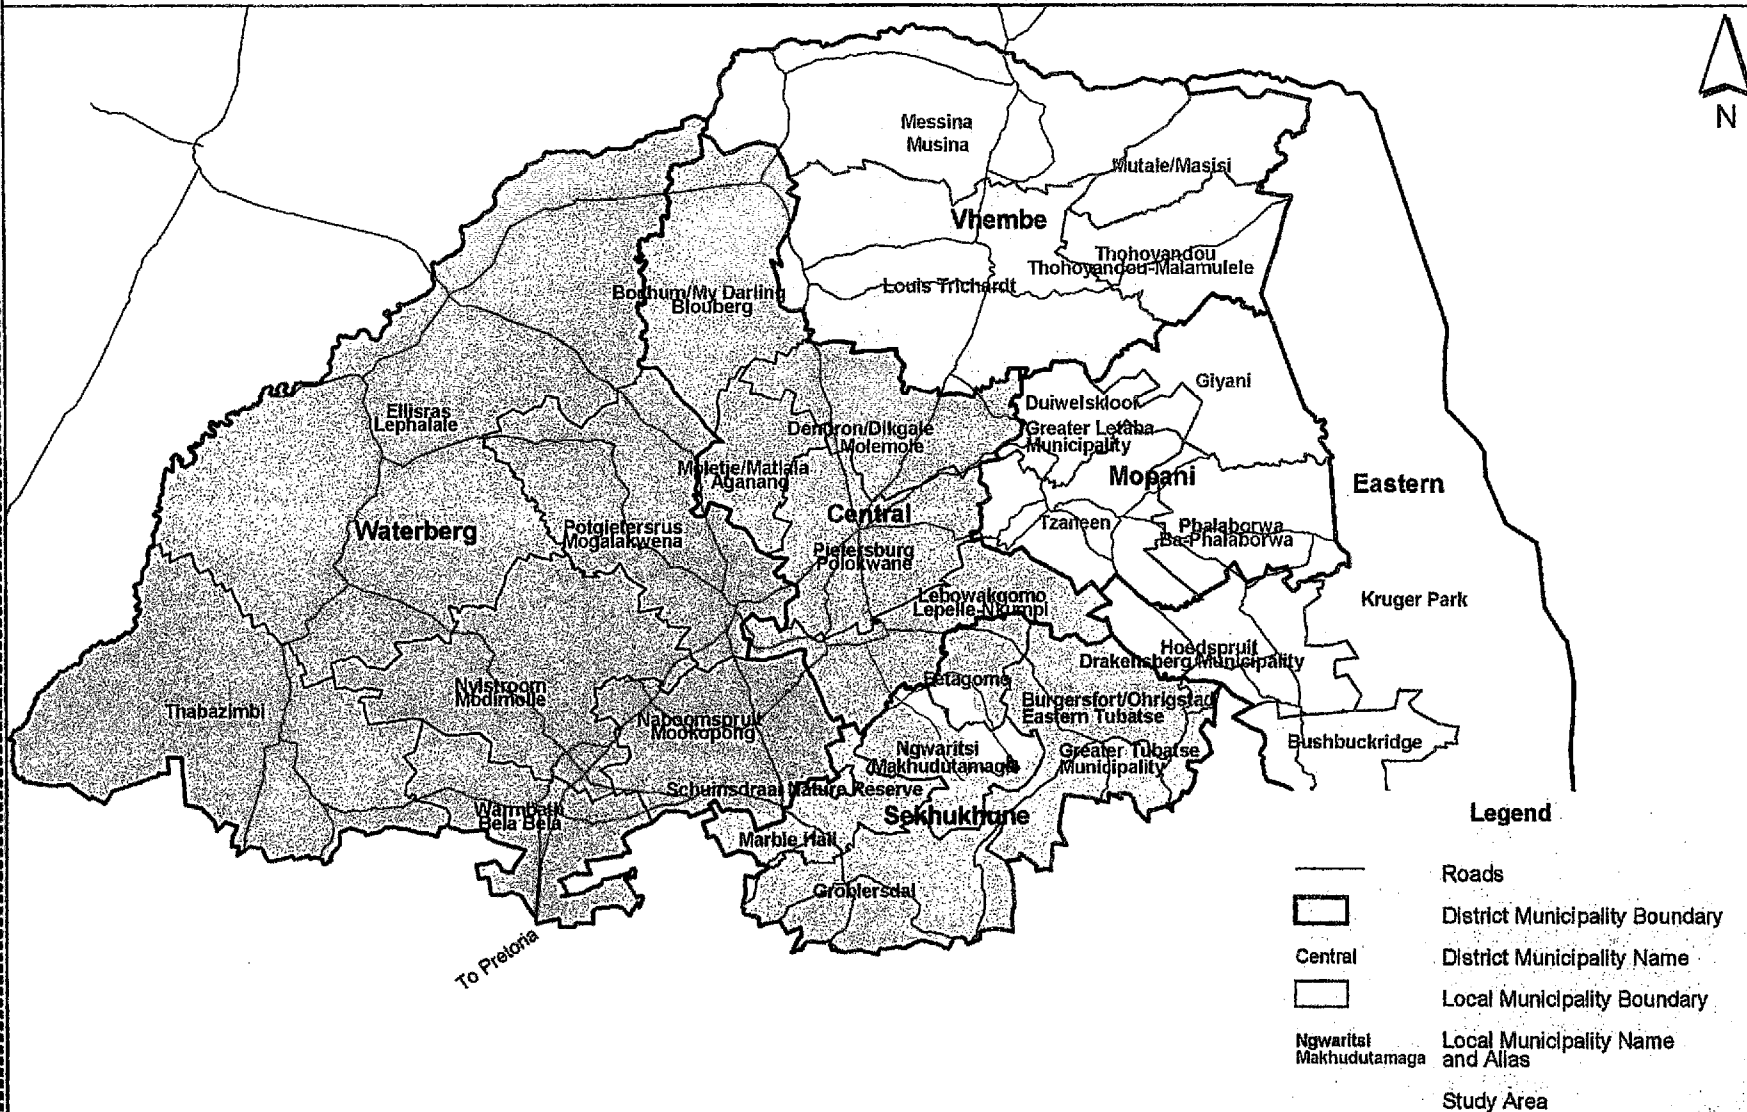 N
Messina
Musina
Mutale/Masisi
Vhembe
Thohoyandou
Thohoyandou-Malamulele
Louis Trichardt
Bochum/My Darling
Blouberg
Giyani
Duiwelskloof
Greater Letaba
Municipality
Ellisras
Lephalale
Dendron/Dikgale
Molemole
Moletje/Matlala
Aganang
Mopani
Eastern
Waterberg
Potgietersrus
Mogalakwena
Central
Tzaneen
Phalaborwa
Ba-Phalaborwa
Pietersburg
Polokwane
Lebowakgomo
Lepelle-Nkumpi
Kruger Park
Hoedspruit
Drakensberg Municipality
Fetagomo
Nylstroom
Modimolle
Burgersfort/Ohrigstad
Eastern Tubatse
Thabazimbi
Naboomspruit
Mookopong
Ngwaritsi
Makhudutamaga
Greater Tubatse
Municipality
Bushbuckridge
Schuinsdraai Nature Reserve
Warmbath
Bela Bela
Sekhukhune
Marble Hall
Groblersdal
To Pretoria
Legend
Roads
District Municipality Boundary
Central District Municipality Name
Local Municipality Boundary
Ngwaritsi Local Municipality Name
Makhudutamaga and Alias
Study Area